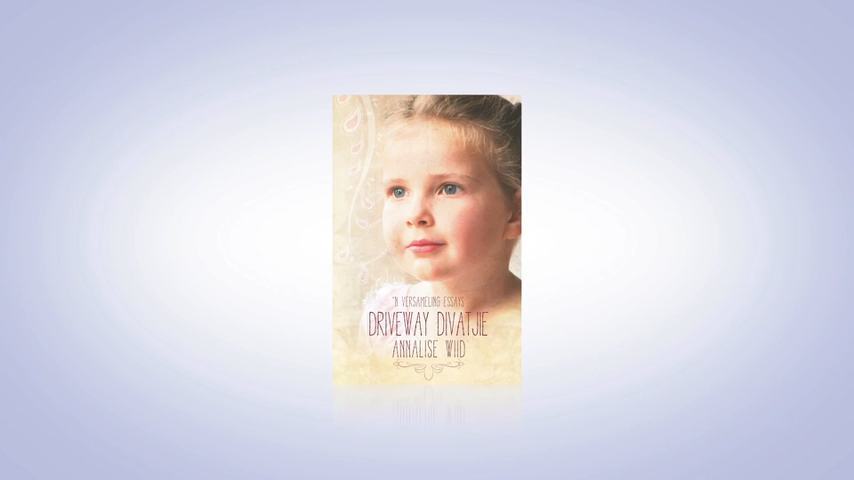 'N VERSAMELING ESSAYS
DRIVEWAY DIVATJIE
ANNALISE WIID